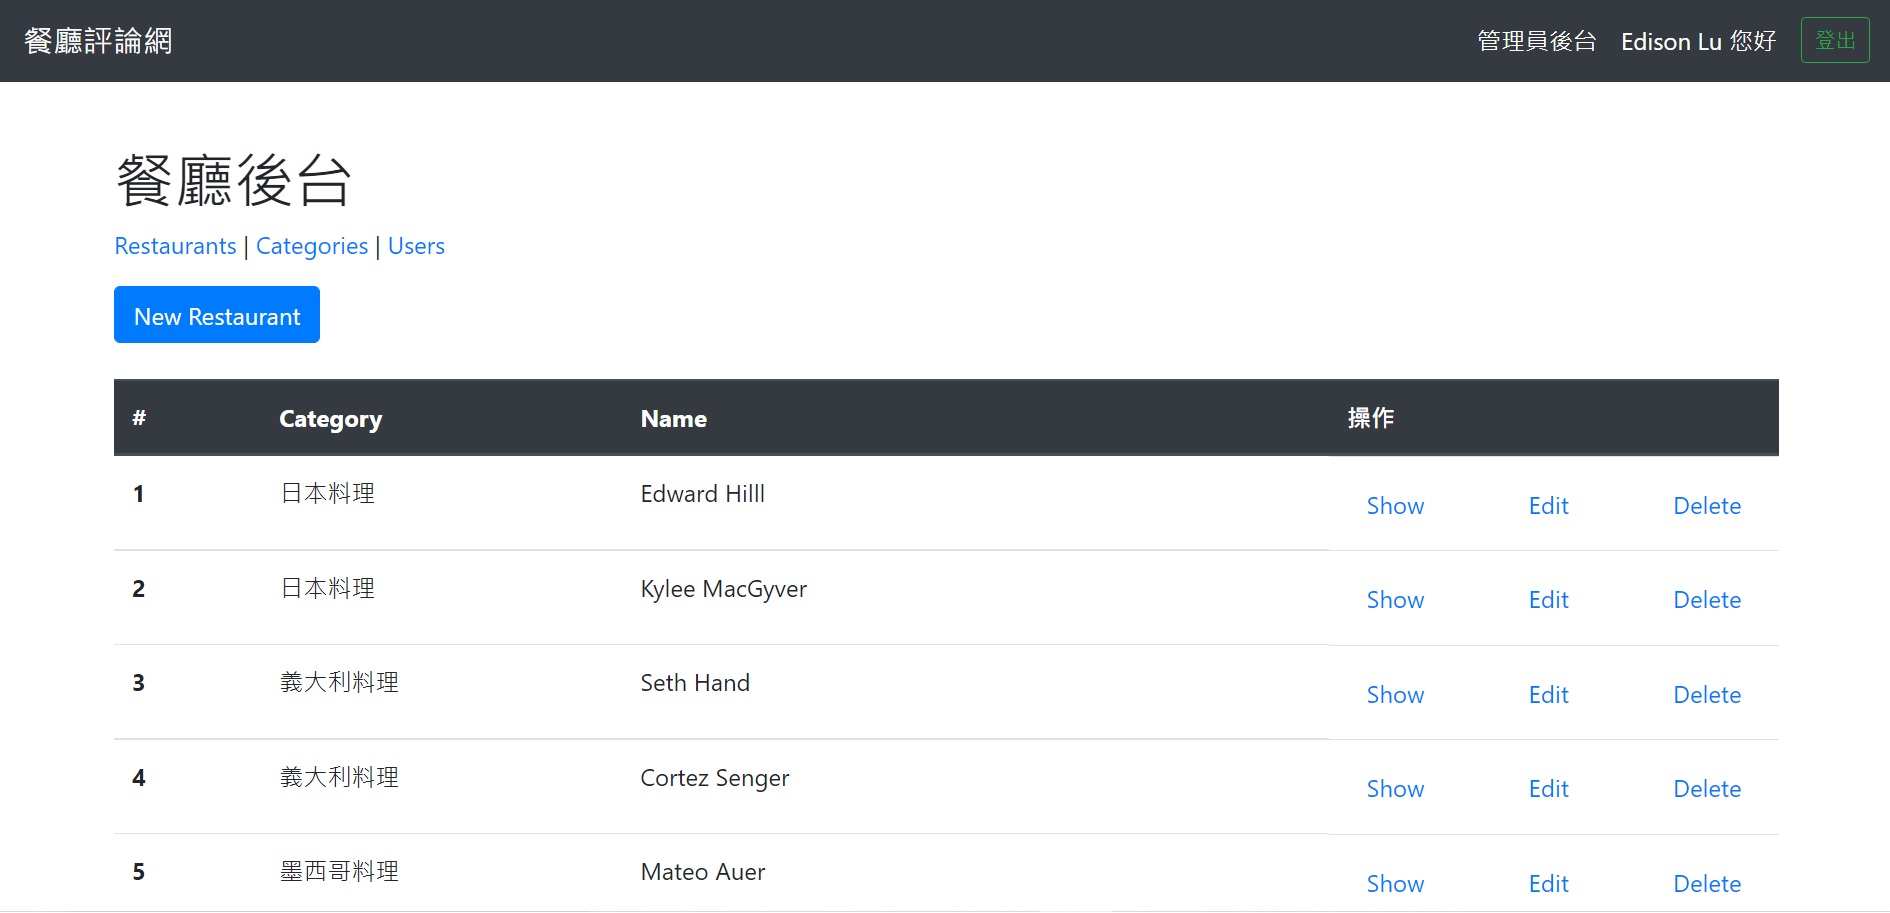 餐廳評論網 管理員後台 Edison Lu 您好 登出
餐廳後台
Restaurants | Categories | Users
New Restaurant
# Category Name 操作
1 日本料理 Edward Hilll Show Edit Delete
2 日本料理 Kylee MacGyver Show Edit Delete
3 義大利料理 Seth Hand Show Edit Delete
4 義大利料理 Cortez Senger Show Edit Delete
5 墨西哥料理 Mateo Auer Show Edit Delete